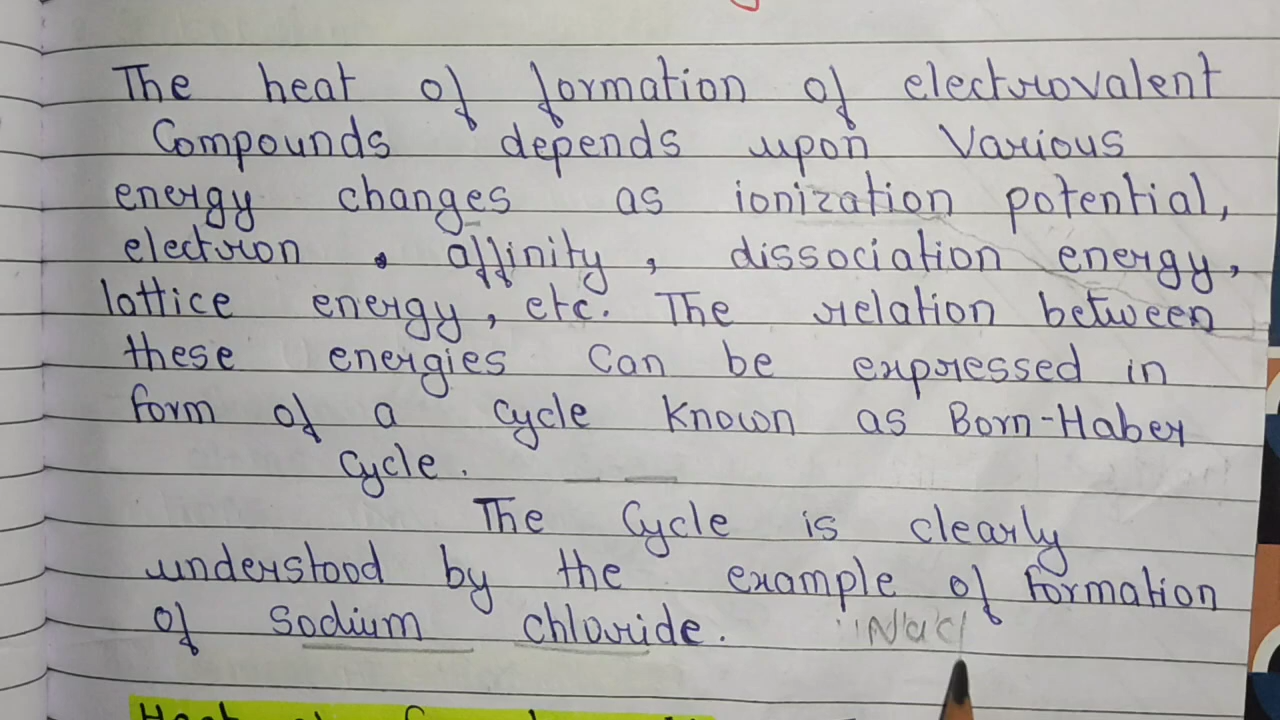 The heat of formation of electrovalent
Compounds depends upon Various
energy changes as ionization potential,
electron affinity, dissociation energy,
lattice energy, etc. The relation between
these energies Can be expressed in
form of a cycle Known as Born-Haber
Cycle.
The Cycle is clearly
understood by the example of formation
of Sodium chloride. NaCl